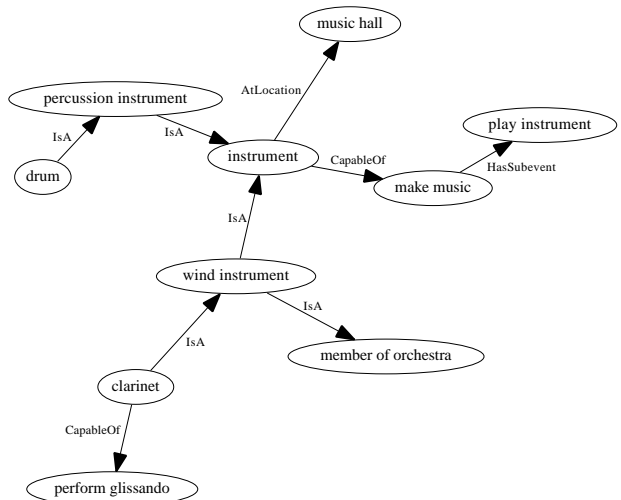 music hall
AtLocation
percussion instrument
play instrument
IsA
IsA
instrument
CapableOf
HasSubevent
drum
make music
IsA
wind instrument
IsA
member of orchestra
IsA
clarinet
CapableOf
perform glissando